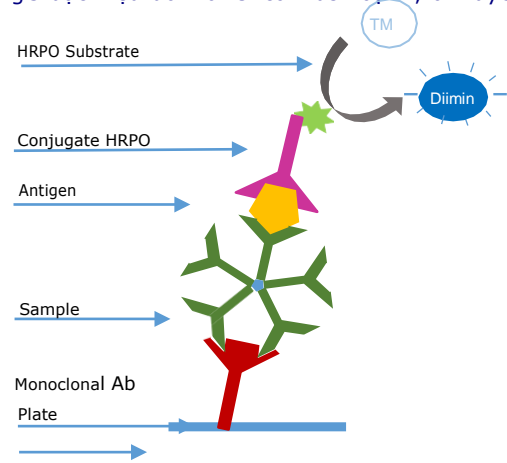 TM
HRPO Substrate
Diimin
Conjugate HRPO
Antigen
Sample
Monoclonal Ab
Plate